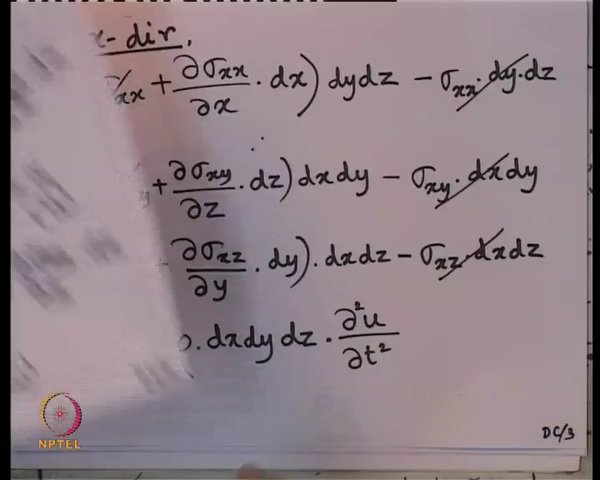 x-dir.
σxx + ∂σxx/∂x · dx) dydz − σxx · dy · dz
+ ∂σxy/∂z · dz) dxdy − σxy · dxdy
∂σxz/∂y · dy) · dxdz − σxz · dxdz
· dxdydz · ∂²u/∂t²
DC/3
NPTEL